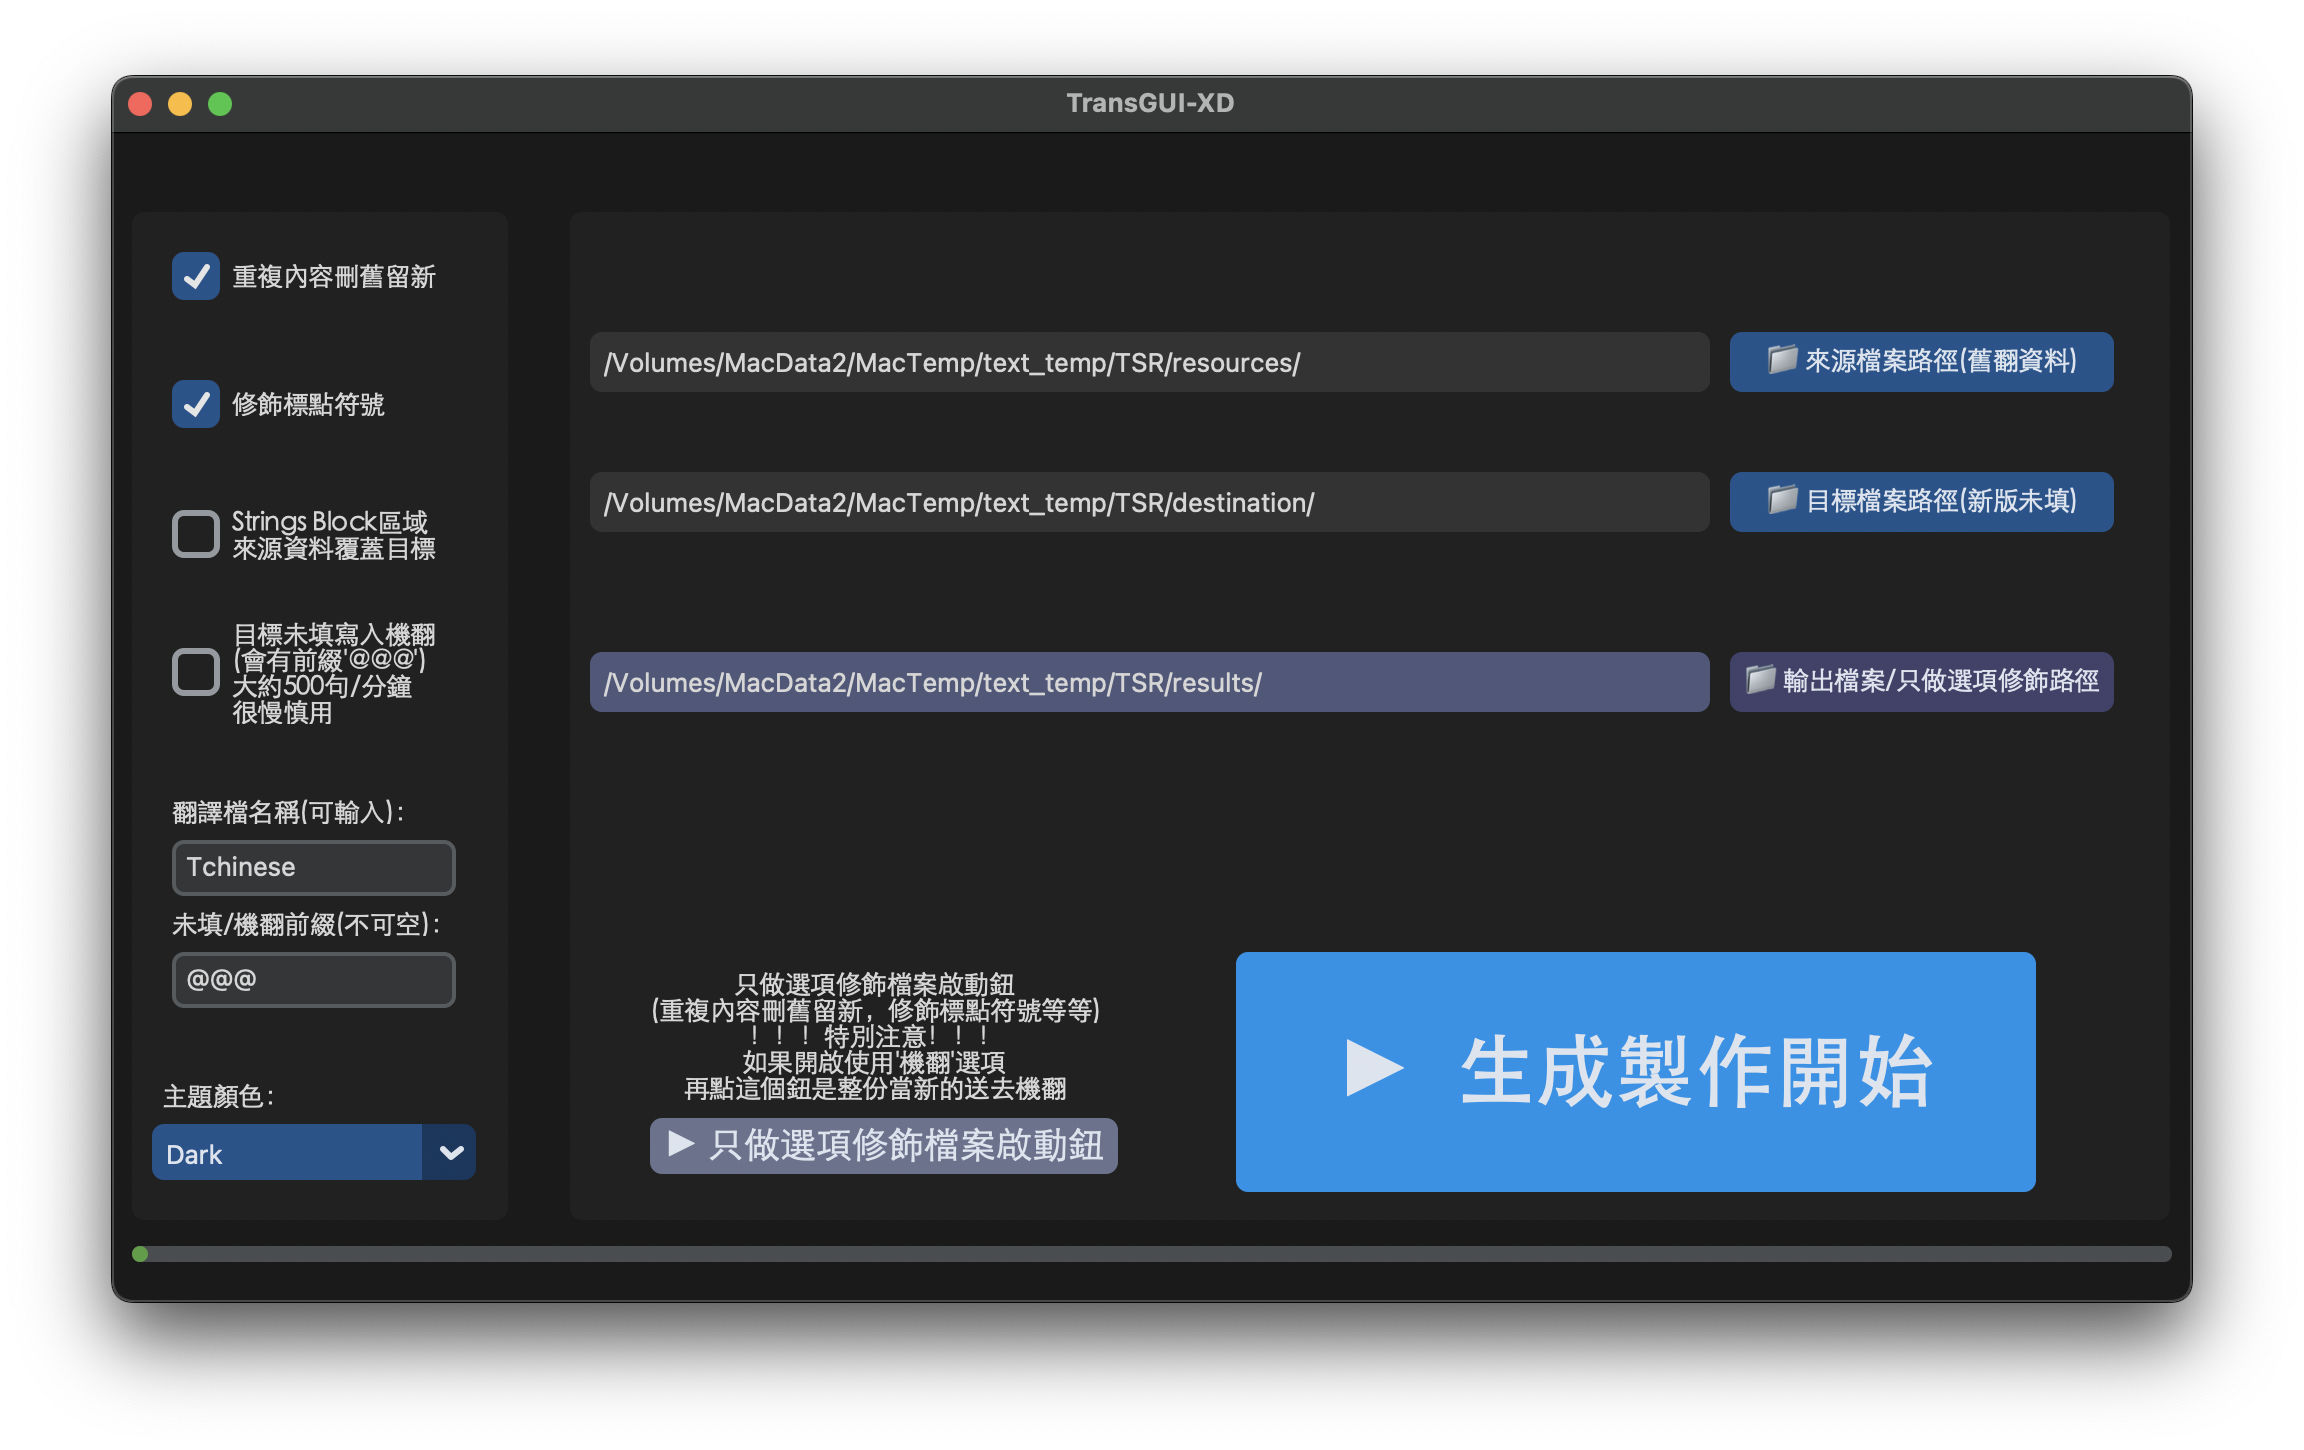 TransGUI-XD
重複內容刪舊留新
修飾標點符號
Strings Block區域
來源資料覆蓋目標
目標未填寫入機翻
(會有前綴'@@@')
大約500句/分鐘
很慢慎用
翻譯檔名稱(可輸入):
Tchinese
未填/機翻前綴(不可空):
@@@
主題顏色:
Dark
/Volumes/MacData2/MacTemp/text_temp/TSR/resources/
來源檔案路徑(舊翻資料)
/Volumes/MacData2/MacTemp/text_temp/TSR/destination/
目標檔案路徑(新版未填)
/Volumes/MacData2/MacTemp/text_temp/TSR/results/
輸出檔案/只做選項修飾路徑
只做選項修飾檔案啟動鈕
(重複內容刪舊留新，修飾標點符號等等)
！！！特別注意！！！
如果開啟使用'機翻'選項
再點這個鈕是整份當新的送去機翻
▶ 只做選項修飾檔案啟動鈕
▶ 生成製作開始